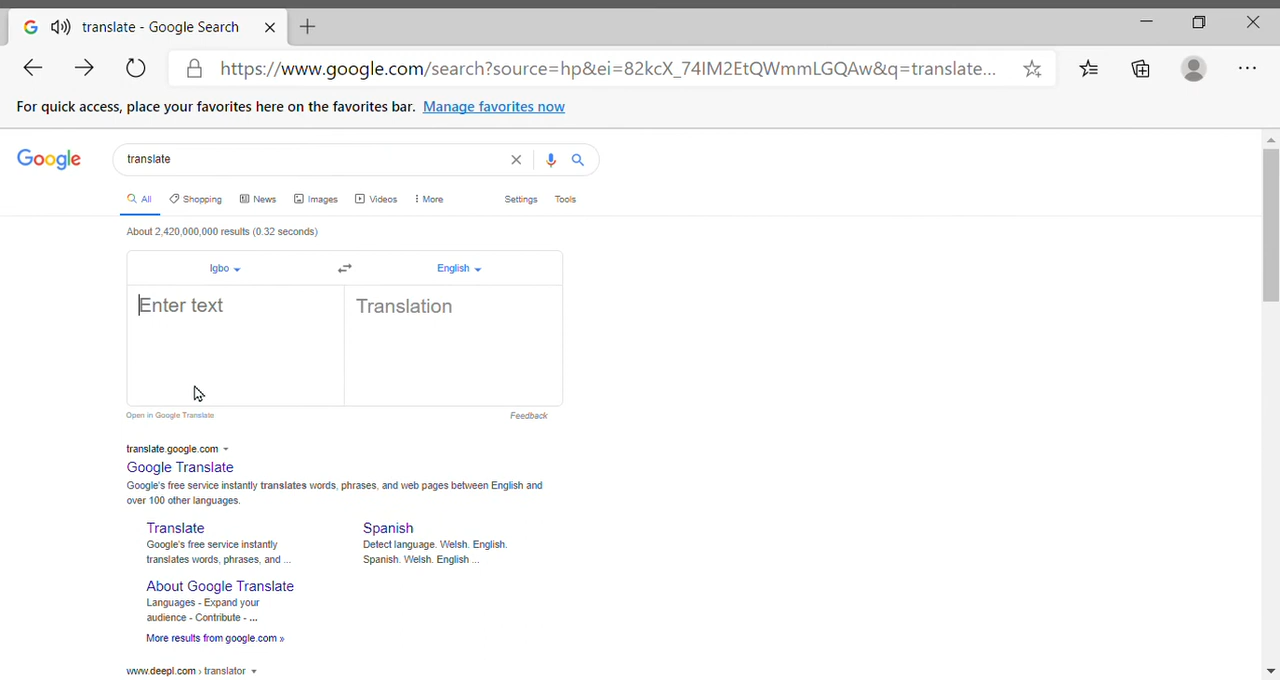 translate - Google Search
https://www.google.com/search?source=hp&ei=82kcX_74IM2EtQWmmLGQAw&q=translate...
For quick access, place your favorites here on the favorites bar. Manage favorites now
Google translate
All Shopping News Images Videos More Settings Tools
About 2,420,000,000 results (0.32 seconds)
Igbo English
Enter text Translation
Open in Google Translate Feedback
translate.google.com
Google Translate
Google's free service instantly translates words, phrases, and web pages between English and
over 100 other languages.
Translate
Google's free service instantly
translates words, phrases, and ...
Spanish
Detect language. Welsh. English.
Spanish. Welsh. English ...
About Google Translate
Languages - Expand your
audience - Contribute - ...
More results from google.com »
www.deepl.com › translator